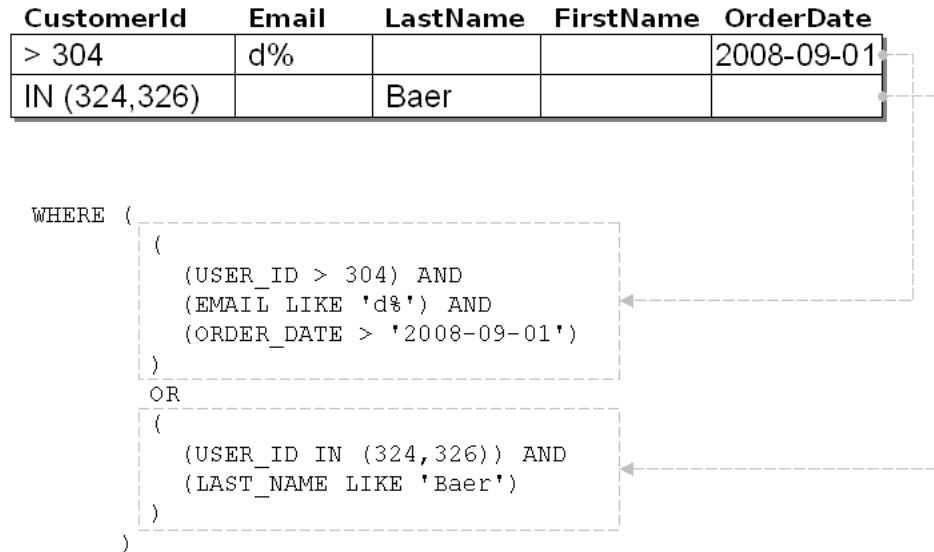 CustomerId Email LastName FirstName OrderDate
> 304 d% 2008-09-01
IN (324,326) Baer
WHERE (
(
(USER_ID > 304) AND
(EMAIL LIKE 'd%') AND
(ORDER_DATE > '2008-09-01')
)
OR
(
(USER_ID IN (324,326)) AND
(LAST_NAME LIKE 'Baer')
)
)